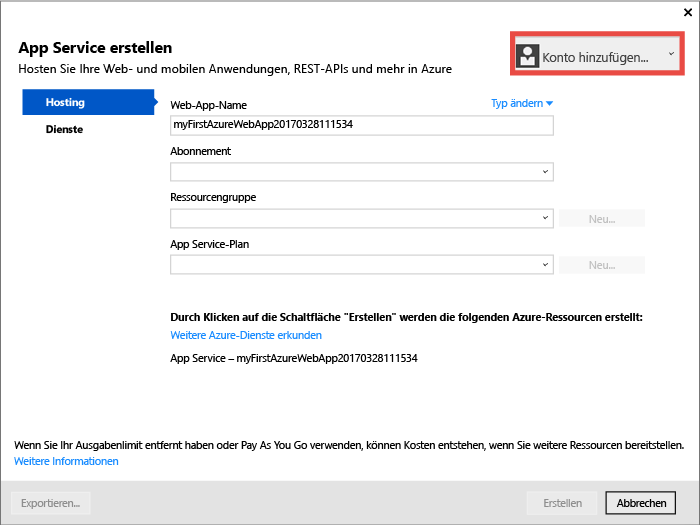 App Service erstellen
Hosten Sie Ihre Web- und mobilen Anwendungen, REST-APIs und mehr in Azure
Konto hinzufügen...
Hosting
Dienste
Web-App-Name
Typ ändern
myFirstAzureWebApp20170328111534
Abonnement
Ressourcengruppe
Neu...
App Service-Plan
Neu...
Durch Klicken auf die Schaltfläche "Erstellen" werden die folgenden Azure-Ressourcen erstellt:
Weitere Azure-Dienste erkunden
App Service – myFirstAzureWebApp20170328111534
Wenn Sie Ihr Ausgabenlimit entfernt haben oder Pay As You Go verwenden, können Kosten entstehen, wenn Sie weitere Ressourcen bereitstellen.
Weitere Informationen
Exportieren...
Erstellen
Abbrechen